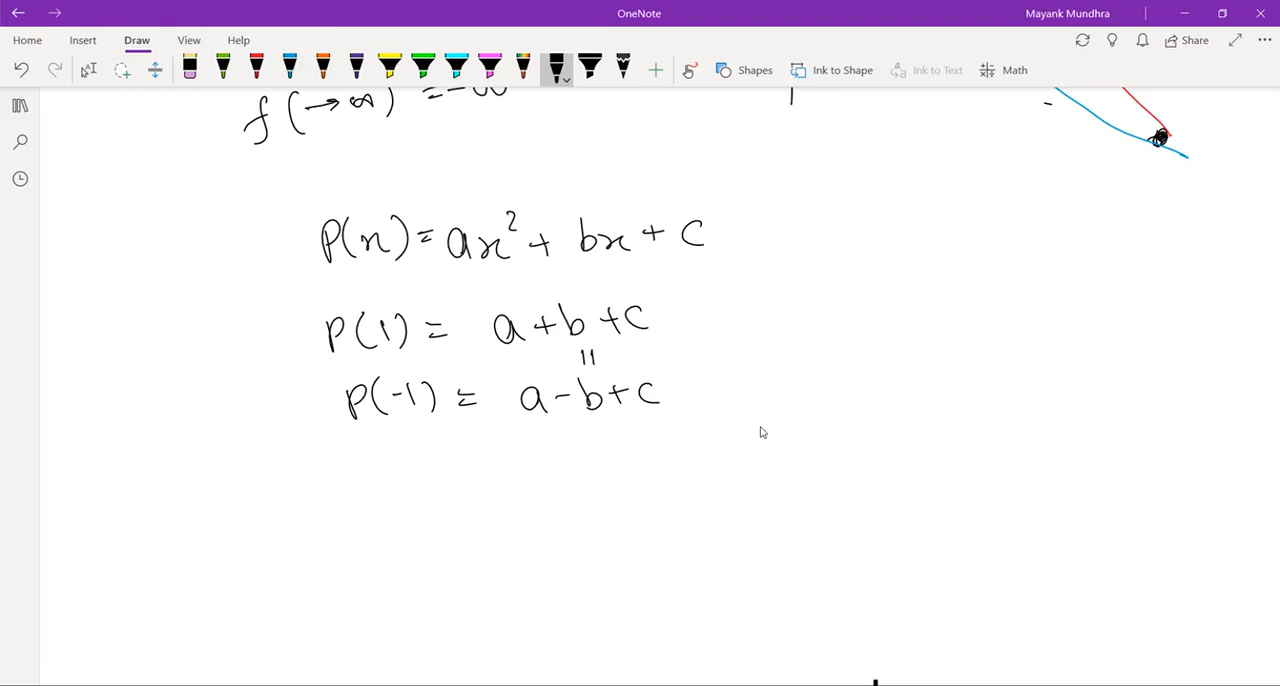 OneNote
Mayank Mundhra
Home Insert Draw View Help
Share
Shapes
Ink to Shape
Ink to Text
Math
f(→∞) = -∞
P(x) = ax² + bx + c
P(1) = a + b + c
=
P(-1) = a - b + c